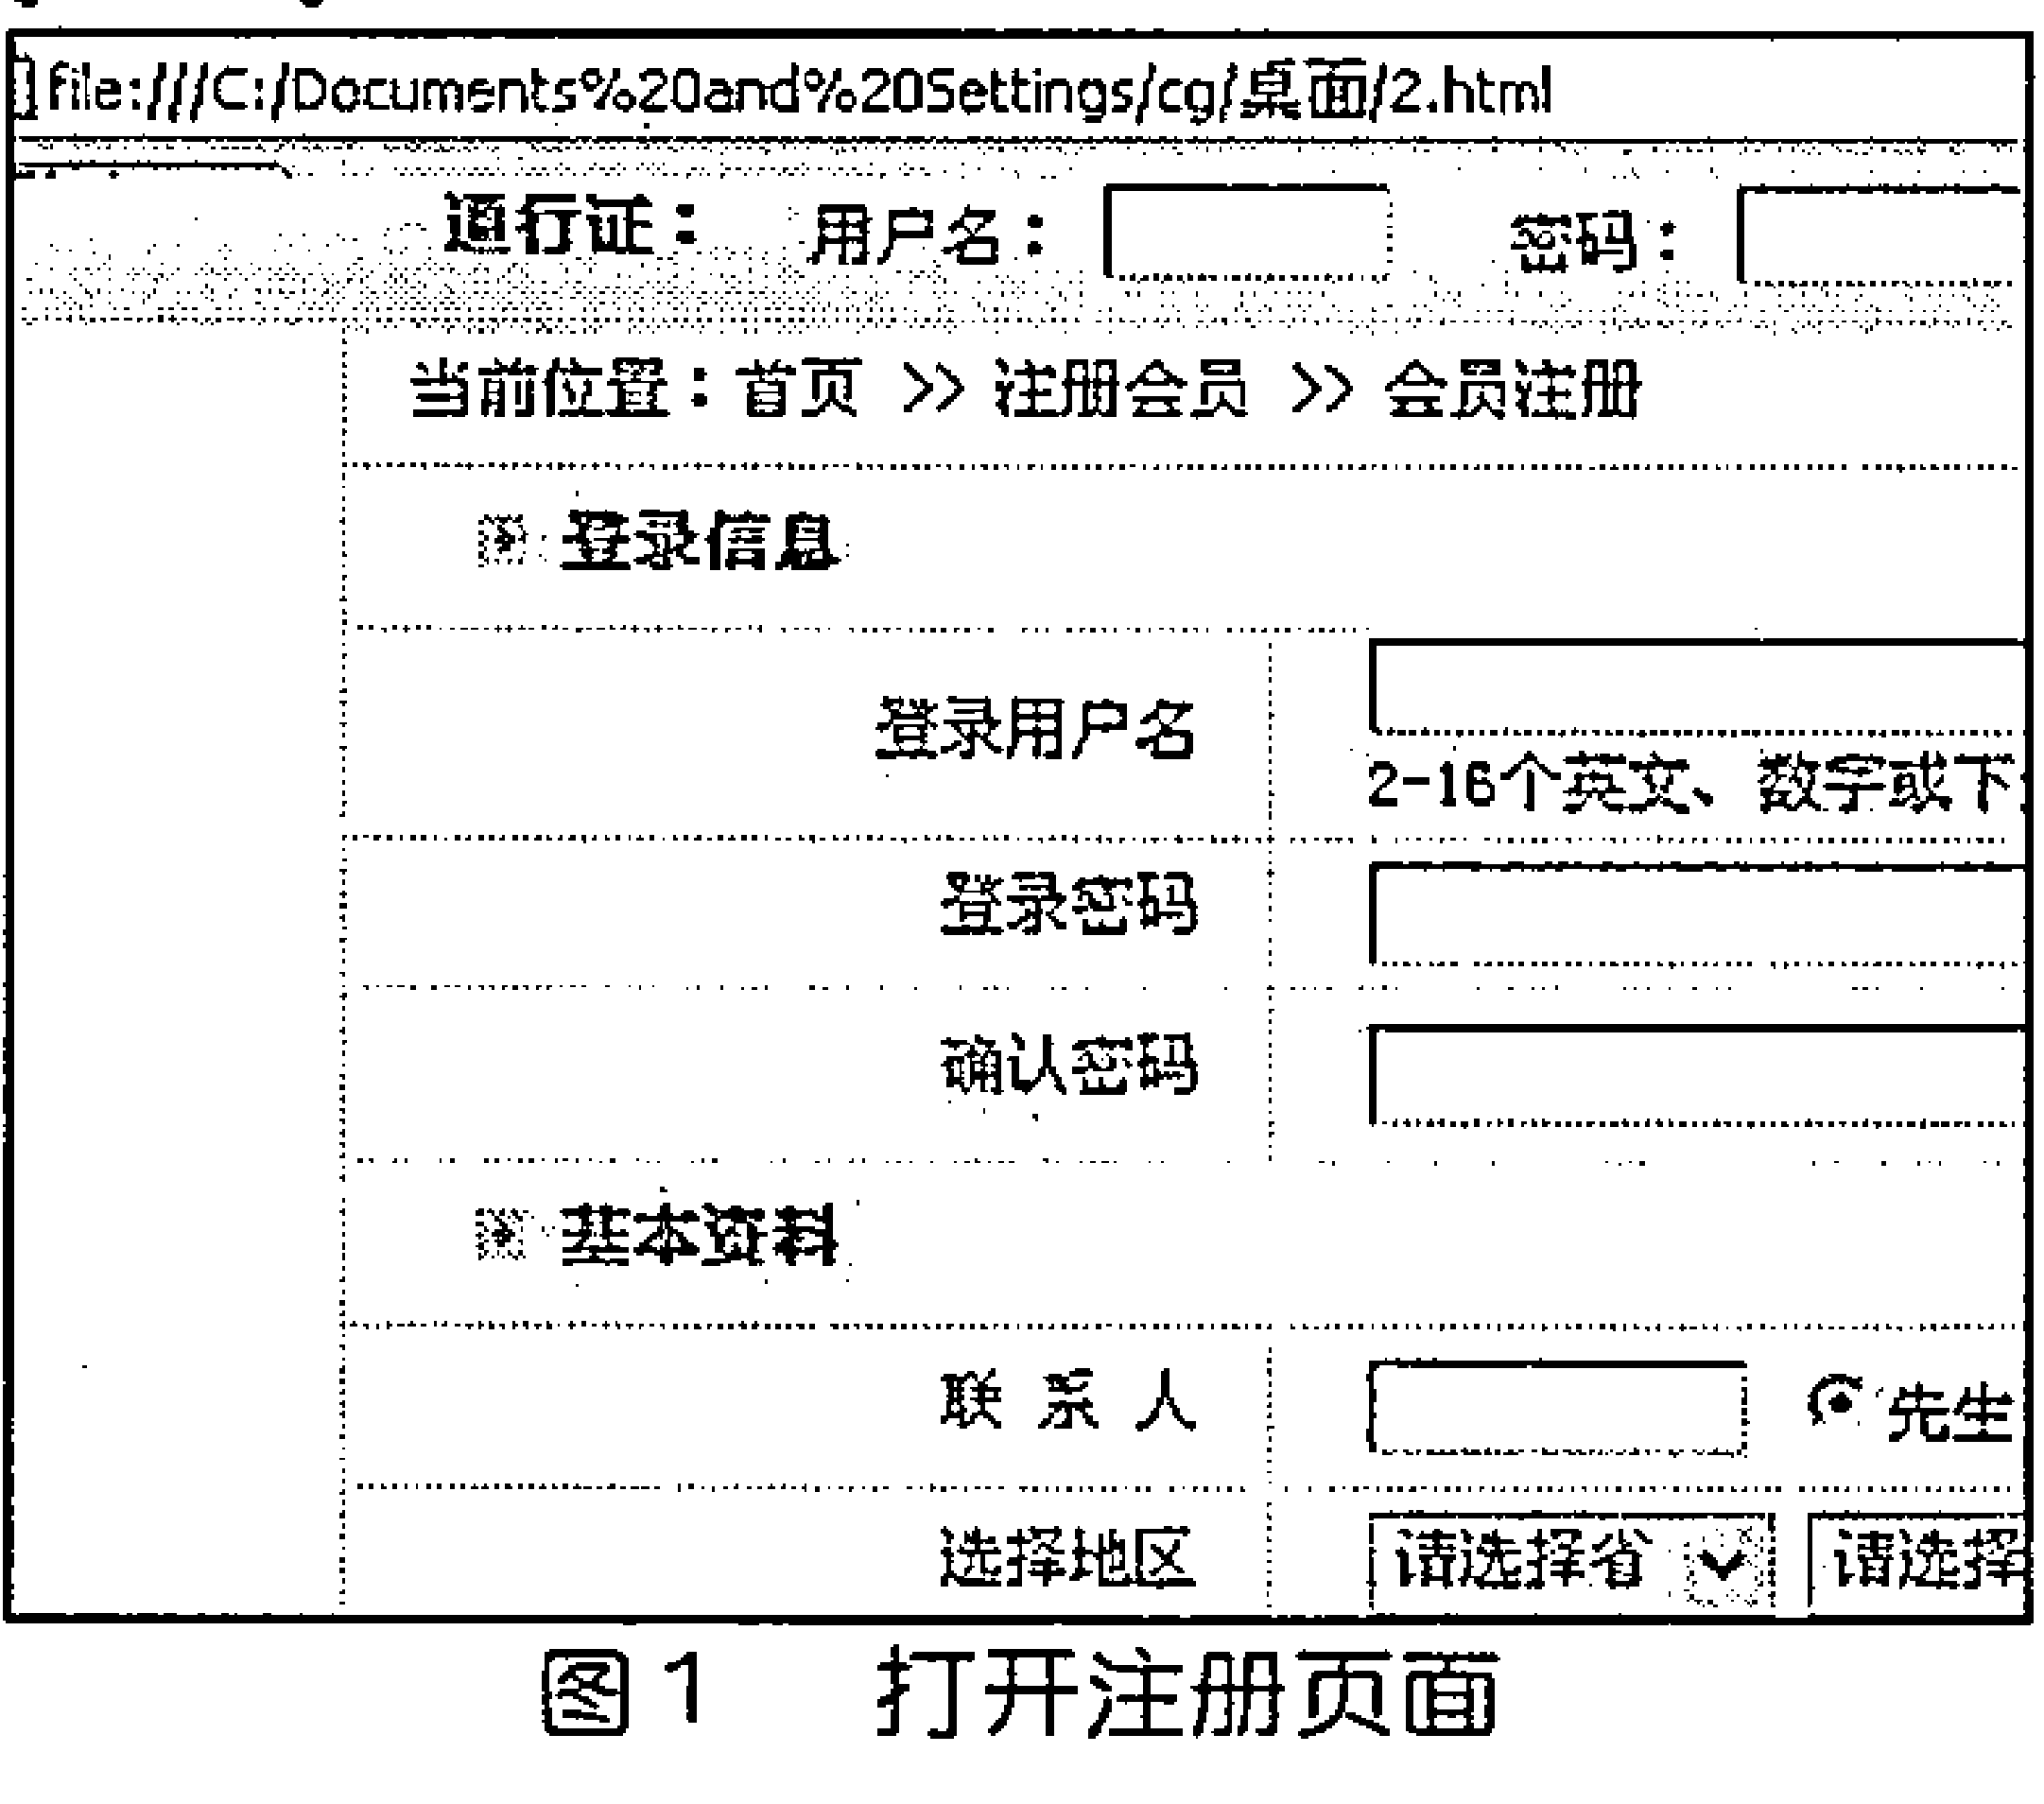 file:///C:/Documents%20and%20Settings/cg/桌面/2.html
通行证： 用户名： 密码：
当前位置：首页 >> 注册会员 >> 会员注册
登录信息
登录用户名
2-16个英文、数字或下
登录密码
确认密码
基本资料
联 系 人 先生
选择地区 请选择省 请选择
图1 打开注册页面